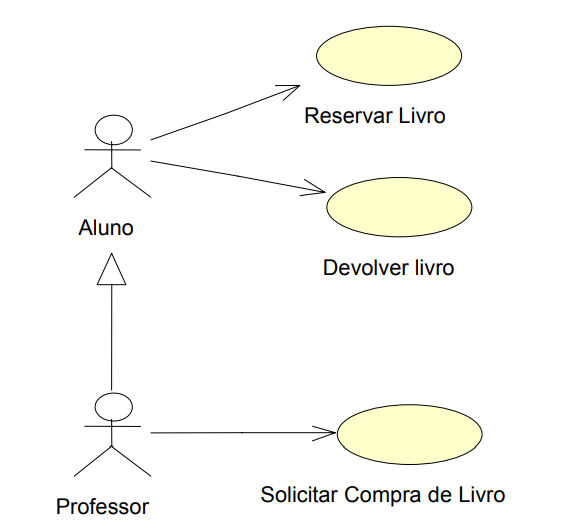 Reservar Livro
Aluno
Devolver livro
Solicitar Compra de Livro
Professor